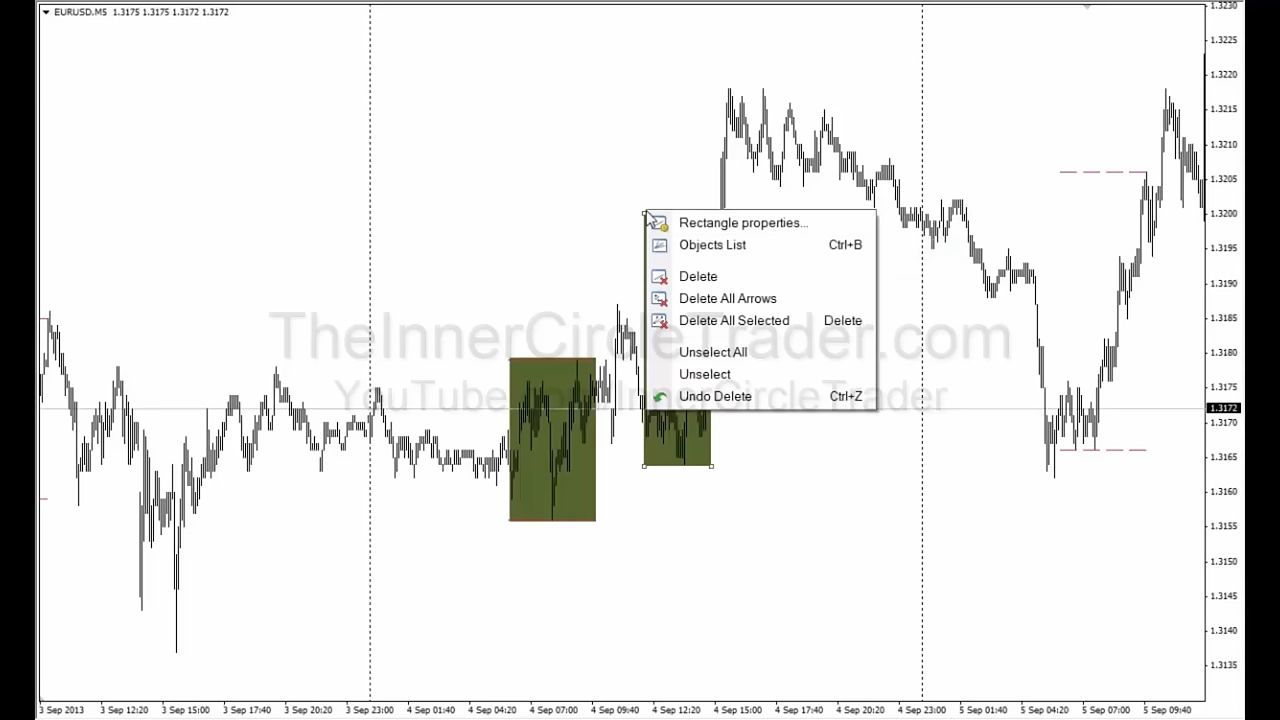 EURUSD.M5 1.3175 1.3175 1.3172 1.3172
1.3230
1.3225
1.3220
1.3215
1.3210
1.3205
1.3200
1.3195
1.3190
1.3185
1.3180
1.3175
1.3172
1.3170
1.3165
1.3160
1.3155
1.3150
1.3145
1.3140
1.3135
Rectangle properties...
Objects List Ctrl+B
Delete
Delete All Arrows
Delete All Selected Delete
Unselect All
Unselect
Undo Delete Ctrl+Z
TheInnerCircleTrader.com
3 Sep 2013 3 Sep 12:20 3 Sep 15:00 3 Sep 17:40 3 Sep 20:20 3 Sep 23:00 4 Sep 01:40 4 Sep 04:20 4 Sep 07:00 4 Sep 09:40 4 Sep 12:20 4 Sep 15:00 4 Sep 17:40 4 Sep 20:20 4 Sep 23:00 5 Sep 01:40 5 Sep 04:20 5 Sep 07:00 5 Sep 09:40